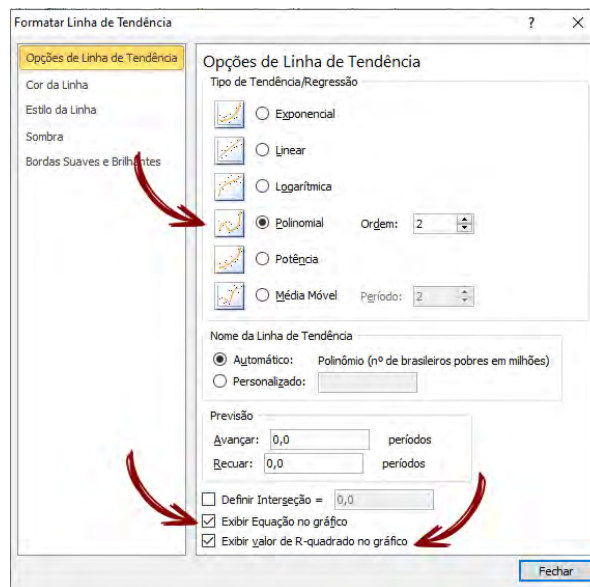 Formatar Linha de Tendência ? X
Opções de Linha de Tendência
Cor da Linha
Estilo da Linha
Sombra
Bordas Suaves e Brilhantes
Opções de Linha de Tendência
Tipo de Tendência/Regressão
Exponencial
Linear
Logarítmica
Polinomial Ordem: 2
Potência
Média Móvel Período: 2
Nome da Linha de Tendência
Automático: Polinômio (nº de brasileiros pobres em milhões)
Personalizado:
Previsão
Avançar: 0,0 períodos
Recuar: 0,0 períodos
Definir Interseção = 0,0
Exibir Equação no gráfico
Exibir valor de R-quadrado no gráfico
Fechar